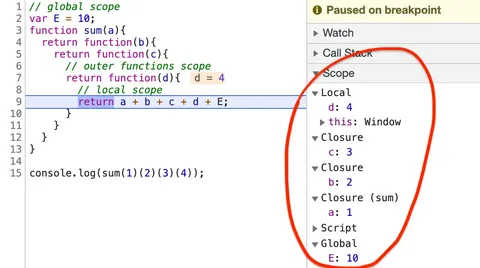 1 // global scope
2 var E = 10;
3 function sum(a){
4 return function(b){
5 return function(c){
6 // outer functions scope
7 return function(d){ d = 4
8 // local scope
9 return a + b + c + d + E;
10 }
11 }
12 }
13 }
14
15 console.log(sum(1)(2)(3)(4));
Paused on breakpoint
Watch
Call Stack
Scope
Local
d: 4
this: Window
Closure
c: 3
Closure
b: 2
Closure (sum)
a: 1
Script
Global
E: 10